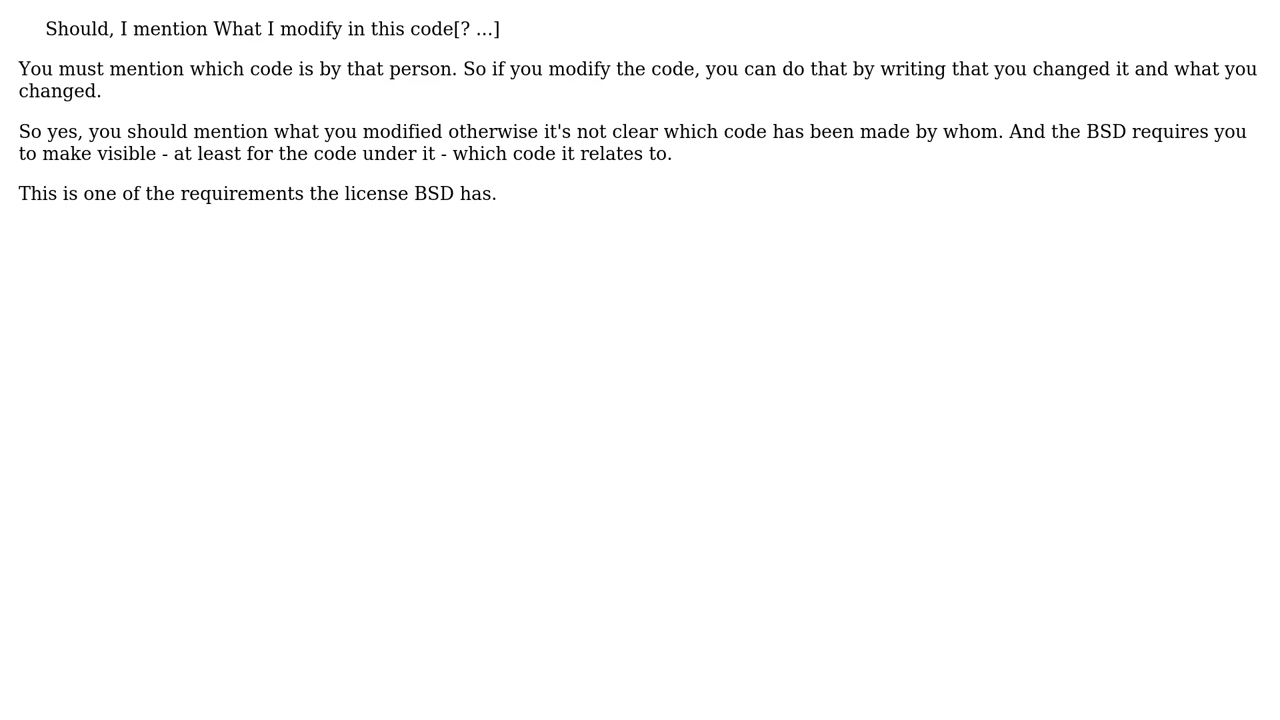 Should, I mention What I modify in this code[? ...]
You must mention which code is by that person. So if you modify the code, you can do that by writing that you changed it and what you
changed.
So yes, you should mention what you modified otherwise it's not clear which code has been made by whom. And the BSD requires you
to make visible - at least for the code under it - which code it relates to.
This is one of the requirements the license BSD has.